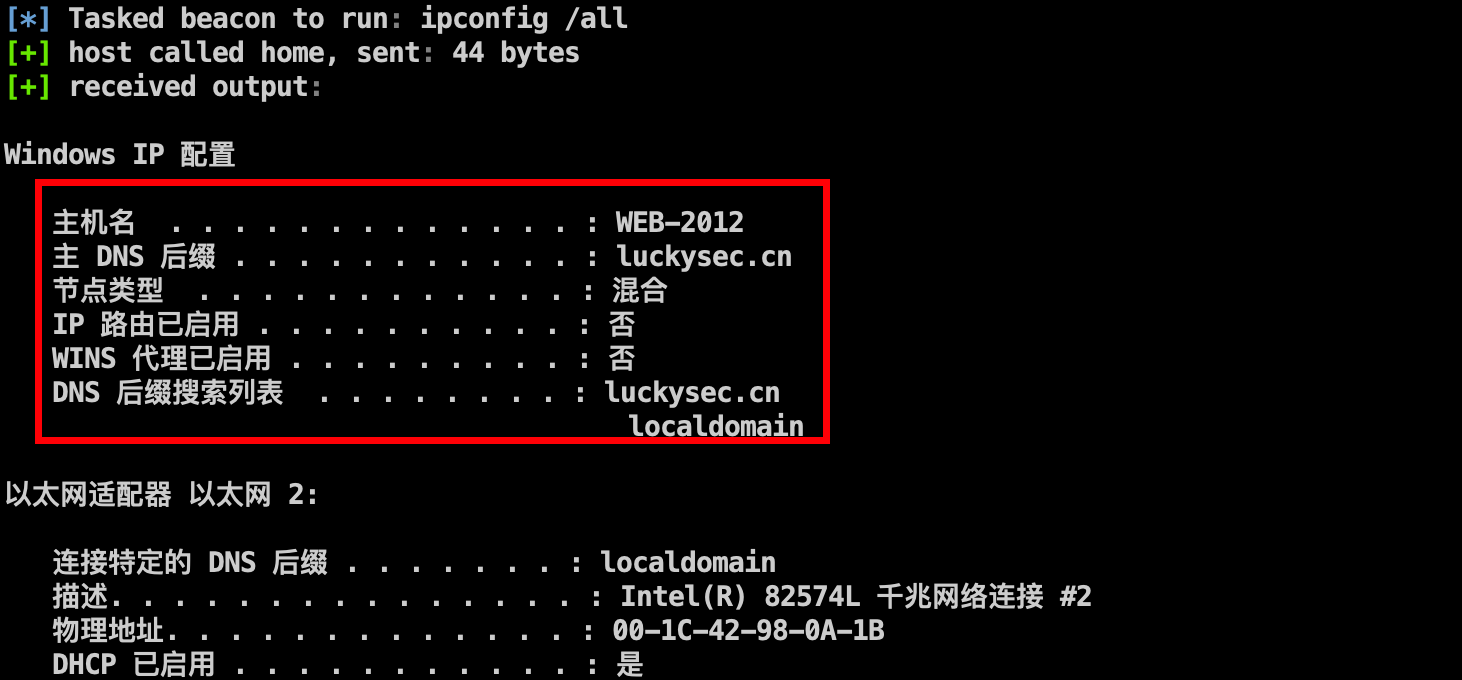 [*] Tasked beacon to run: ipconfig /all
[+] host called home, sent: 44 bytes
[+] received output:
Windows IP 配置
主机名  . . . . . . . . . . . . . : WEB-2012
主 DNS 后缀 . . . . . . . . . . . : luckysec.cn
节点类型  . . . . . . . . . . . . : 混合
IP 路由已启用 . . . . . . . . . . : 否
WINS 代理已启用 . . . . . . . . . : 否
DNS 后缀搜索列表  . . . . . . . . : luckysec.cn
localdomain
以太网适配器 以太网 2:
连接特定的 DNS 后缀 . . . . . . . : localdomain
描述. . . . . . . . . . . . . . . : Intel(R) 82574L 千兆网络连接 #2
物理地址. . . . . . . . . . . . . : 00-1C-42-98-0A-1B
DHCP 已启用 . . . . . . . . . . . : 是